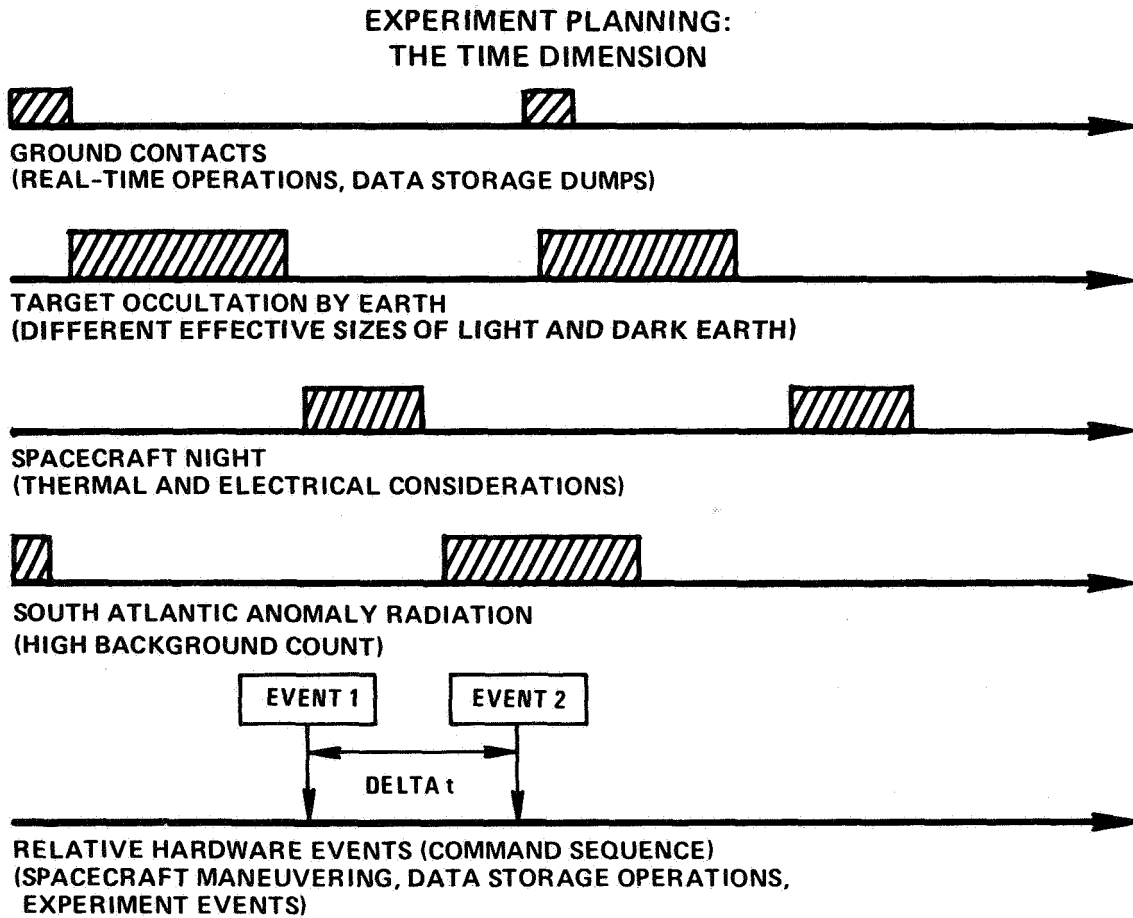 EXPERIMENT PLANNING:
THE TIME DIMENSION
GROUND CONTACTS
(REAL-TIME OPERATIONS, DATA STORAGE DUMPS)
TARGET OCCULTATION BY EARTH
(DIFFERENT EFFECTIVE SIZES OF LIGHT AND DARK EARTH)
SPACECRAFT NIGHT
(THERMAL AND ELECTRICAL CONSIDERATIONS)
SOUTH ATLANTIC ANOMALY RADIATION
(HIGH BACKGROUND COUNT)
EVENT 1
EVENT 2
DELTA t
RELATIVE HARDWARE EVENTS (COMMAND SEQUENCE)
(SPACECRAFT MANEUVERING, DATA STORAGE OPERATIONS,
EXPERIMENT EVENTS)